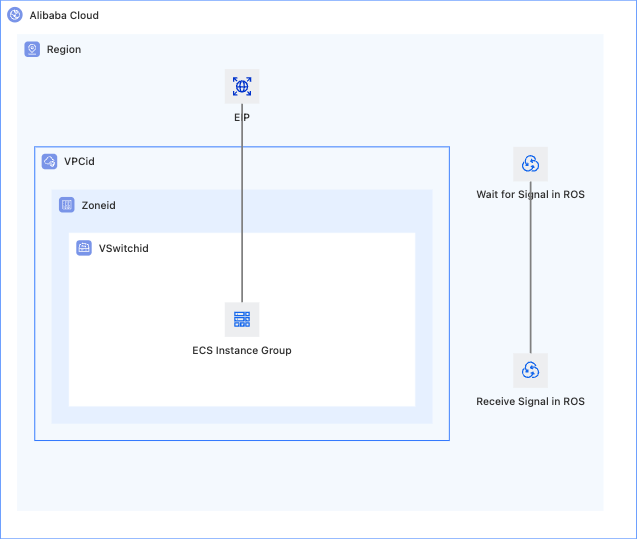 Alibaba Cloud
Region
EIP
VPCid
Zoneid
VSwitchid
ECS Instance Group
Wait for Signal in ROS
Receive Signal in ROS